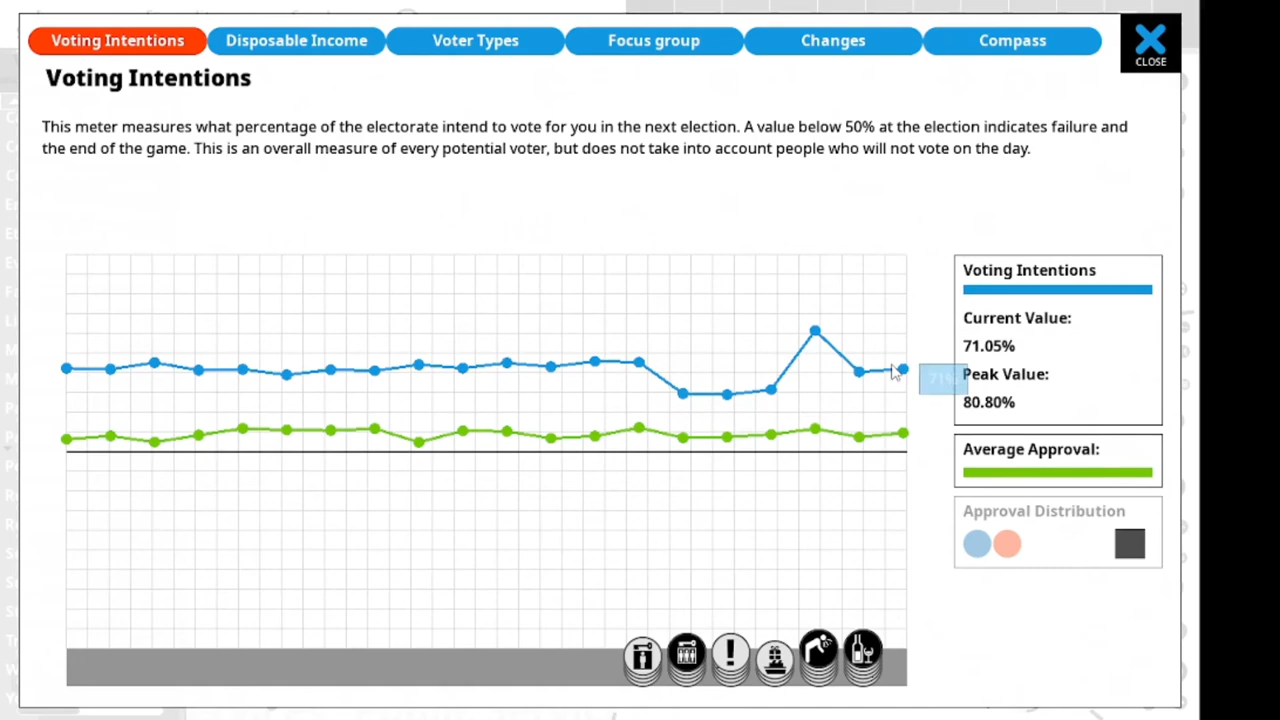 Voting Intentions
Disposable Income
Voter Types
Focus group
Changes
Compass
CLOSE
Voting Intentions
This meter measures what percentage of the electorate intend to vote for you in the next election. A value below 50% at the election indicates failure and
the end of the game. This is an overall measure of every potential voter, but does not take into account people who will not vote on the day.
Voting Intentions
Current Value:
71.05%
71%
Peak Value:
80.80%
Average Approval:
Approval Distribution